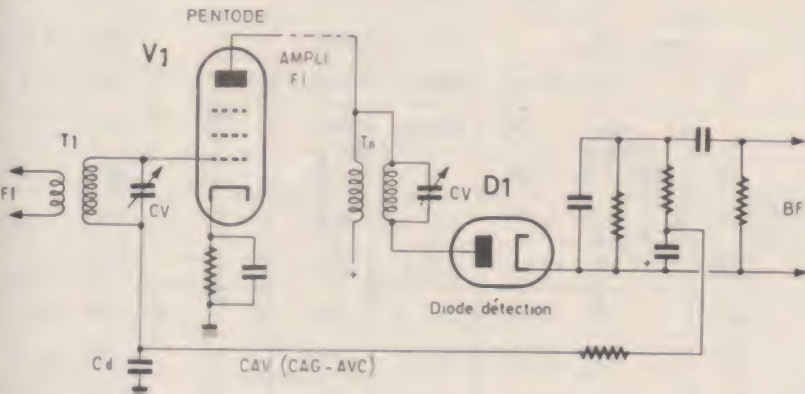 PENTODE
V1
AMPLI
FI
T1
Tn
FI
CV
CV
D1
BF
+
+
Diode détection
Cd
CAV (CAG - AVC)